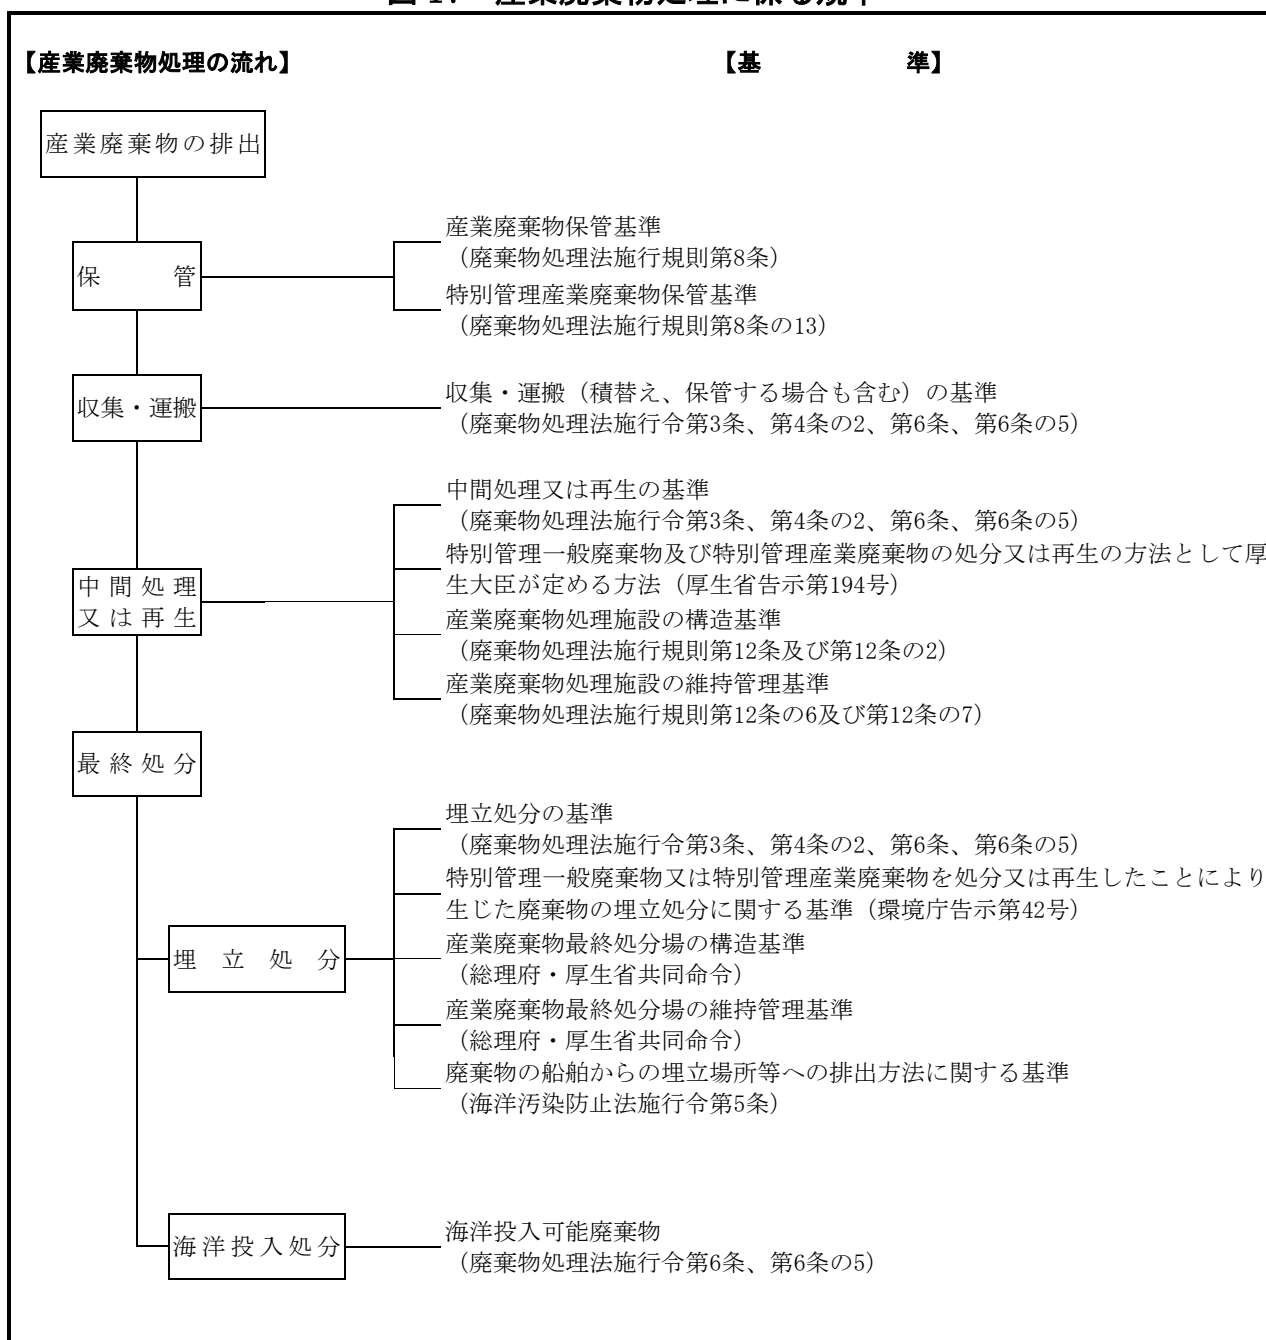 【産業廃棄物処理の流れ】 【基 準】
産業廃棄物の排出
産業廃棄物保管基準
（廃棄物処理法施行規則第8条）
保 管
特別管理産業廃棄物保管基準
（廃棄物処理法施行規則第8条の13）
収集・運搬
収集・運搬（積替え、保管する場合も含む）の基準
（廃棄物処理法施行令第3条、第4条の2、第6条、第6条の5）
中間処理又は再生の基準
（廃棄物処理法施行令第3条、第4条の2、第6条、第6条の5）
特別管理一般廃棄物及び特別管理産業廃棄物の処分又は再生の方法として厚
生大臣が定める方法（厚生省告示第194号）
中間処理
又は再生
産業廃棄物処理施設の構造基準
（廃棄物処理法施行規則第12条及び第12条の2）
産業廃棄物処理施設の維持管理基準
（廃棄物処理法施行規則第12条の6及び第12条の7）
最終処分
埋立処分の基準
（廃棄物処理法施行令第3条、第4条の2、第6条、第6条の5）
特別管理一般廃棄物又は特別管理産業廃棄物を処分又は再生したことにより
生じた廃棄物の埋立処分に関する基準（環境庁告示第42号）
埋立処分
産業廃棄物最終処分場の構造基準
（総理府・厚生省共同命令）
産業廃棄物最終処分場の維持管理基準
（総理府・厚生省共同命令）
廃棄物の船舶からの埋立場所等への排出方法に関する基準
（海洋汚染防止法施行令第5条）
海洋投入処分
海洋投入可能廃棄物
（廃棄物処理法施行令第6条、第6条の5）